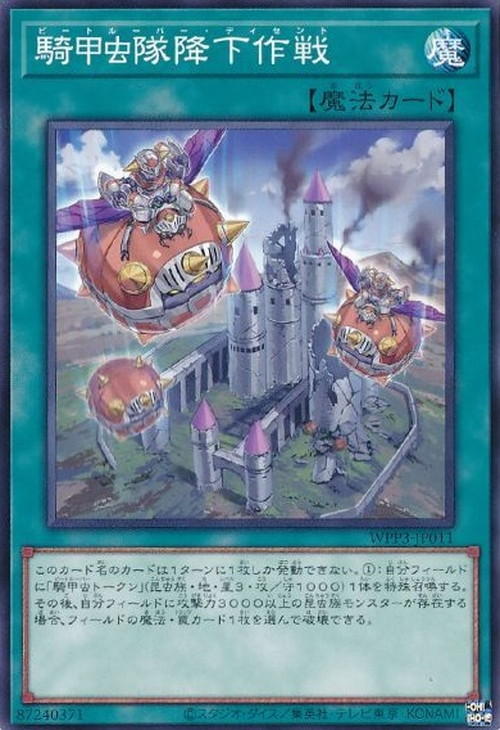 ビートルーパー・ディセント
騎甲虫隊降下作戦
魔
【魔法カード】
WPP3-JP011
このカード名のカードは1ターンに1枚しか発動できない。①:自分フィールド
に「騎甲虫トークン」(昆虫族・地・星3・攻/守1000)1体を特殊召喚する。
その後、自分フィールドに攻撃力3000以上の昆虫族モンスターが存在する
場合、フィールドの魔法・罠カード1枚を選んで破壊できる。
87240371
©スタジオ・ダイス/集英社・テレビ東京・KONAMI